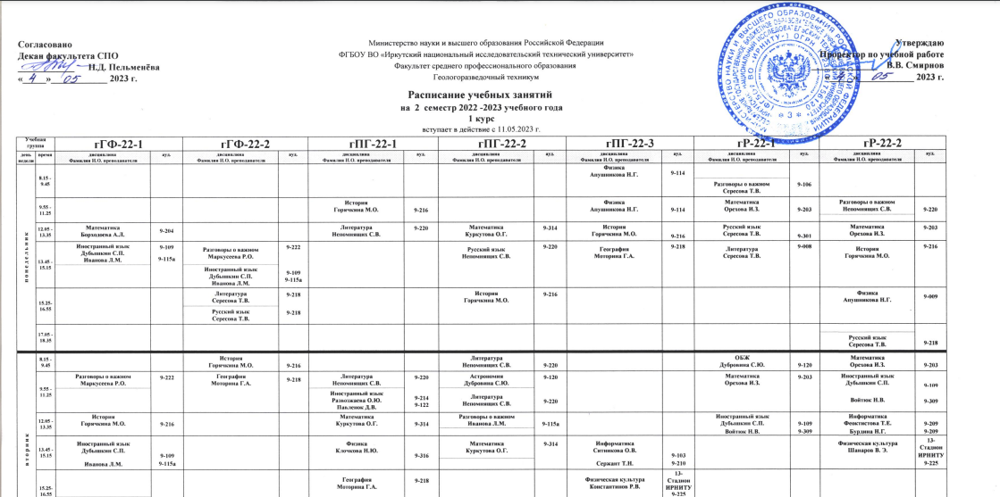 Согласовано
Декан факультета СПО
Н.Д. Пельменёва
« 4 » 05 2023 г.
Министерство науки и высшего образования Российской Федерации
ФГБОУ ВО «Иркутский национальный исследовательский технический университет»
Факультет среднего профессионального образования
Геологоразведочный техникум
Расписание учебных занятий
на 2 семестр 2022 -2023 учебного года
1 курс
вступает в действие с 11.05.2023 г.
Утверждаю
Проректор по учебной работе
В.В. Смирнов
05 2023 г.
Учебная группа гГФ-22-1 гГФ-22-2 гПГ-22-1 гПГ-22-2 гПГ-22-3 гР-22-1 гР-22-2
день недели время дисциплина Фамилия И.О. преподавателя ауд. дисциплина Фамилия И.О. преподавателя ауд. дисциплина Фамилия И.О. преподавателя ауд. дисциплина Фамилия И.О. преподавателя ауд. дисциплина Фамилия И.О. преподавателя ауд. дисциплина Фамилия И.О. преподавателя ауд. дисциплина Фамилия И.О. преподавателя ауд.
понедельник
8.15 - 9.45
Физика Апушникова Н.Г. 9-114
Разговоры о важном Сересова Т.В. 9-106
9.55 - 11.25
История Горячкина М.О. 9-216
Физика Апушникова Н.Г. 9-114
Математика Орехова И.З. 9-203
Разговоры о важном Непомнящих С.В. 9-220
12.05 - 13.35
Математика Борходоева А.Л. 9-204
Литература Непомнящих С.В. 9-220
Математика Куркутова О.Г. 9-314
История Горячкина М.О. 9-216
Русский язык Сересова Т.В. 9-301
Математика Орехова И.З. 9-203
13.45 - 15.15
Иностранный язык Дубышкин С.П. Иванова Л.М. 9-109 9-115а
Разговоры о важном Маркусеева Р.О. 9-222
Иностранный язык Дубышкин С.П. Иванова Л.М. 9-109 9-115а
Русский язык Непомнящих С.В. 9-220
География Моторина Г.А. 9-218
Литература Сересова Т.В. 9-008
История Горячкина М.О. 9-216
15.25- 16.55
Литература Сересова Т.В. 9-218
Русский язык Сересова Т.В. 9-218
История Горячкина М.О. 9-216
Физика Апушникова Н.Г. 9-009
17.05 - 18.35
Русский язык Сересова Т.В. 9-218
вторник
8.15 - 9.45
История Горячкина М.О. 9-216
Литература Непомнящих С.В. 9-220
ОБЖ Дубровина С.Ю. 9-120
Математика Орехова И.З. 9-203
9.55 - 11.25
Разговоры о важном Маркусеева Р.О. 9-222
География Моторина Г.А. 9-218
Литература Непомнящих С.В. 9-220
Иностранный язык Развозжаева О.Ю. Павленок Д.В. 9-214 9-122
Астрономия Дубровина С.Ю. 9-120
Литература Непомнящих С.В. 9-220
Математика Орехова И.З. 9-203
Иностранный язык Дубышкин С.П. 9-109
Войтюк Н.В. 9-309
12.05 - 13.35
История Горячкина М.О. 9-216
Математика Куркутова О.Г. 9-314
Разговоры о важном Иванова Л.М. 9-115а
Иностранный язык Дубышкин С.П. 9-109
Войтюк Н.В. 9-309
Информатика Феоктистова Т.Е. 9-209
Бурдина Н.Г. 9-209
13.45 - 15.15
Иностранный язык Дубышкин С.П. 9-109
Иванова Л.М. 9-115а
Физика Клочкова Н.Ю. 9-316
Математика Куркутова О.Г. 9-314
Информатика Ситникова О.В. 9-103
Сержант Т.Н. 9-210
Физическая культура Шапаров В. Э. 13- Стадион ИРНИТУ 9-225
15.25- 16.55
География Моторина Г.А. 9-218
Физическая культура Константинов Р.В. 13- Стадион ИРНИТУ 9-225